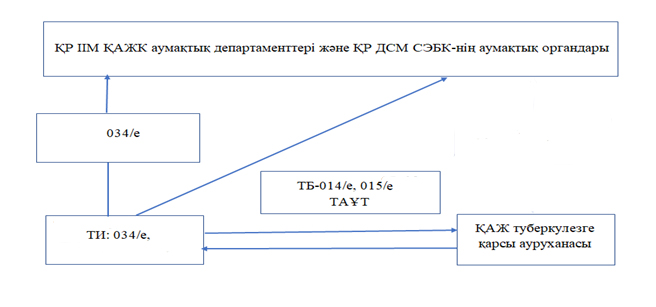 ҚР ІІМ ҚАЖК аумақтық департаменттері және ҚР ДСМ СЭБК-нің аумақтық органдары
034/е
ТБ-014/е, 015/е
ТАҰТ
ТИ: 034/е,
ҚАЖ туберкулезге
қарсы ауруханасы